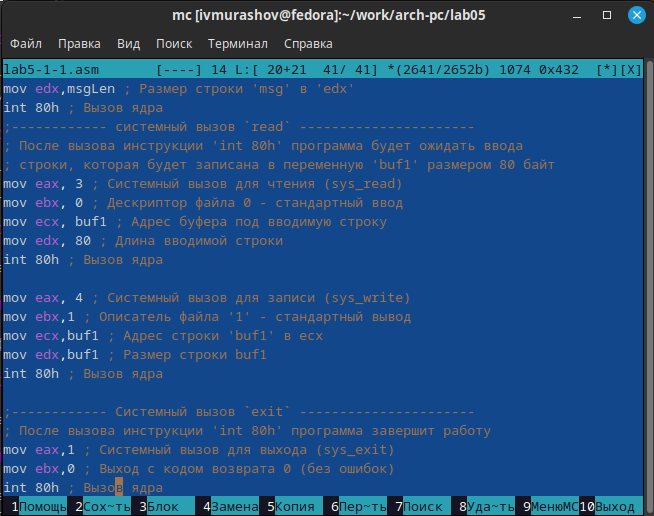 mc [ivmurashov@fedora]:~/work/arch-pc/lab05
Файл Правка Вид Поиск Терминал Справка
lab5-1-1.asm [----] 14 L:[ 20+21 41/ 41] *(2641/2652b) 1074 0x432 [*][X]
mov edx,msgLen ; Размер строки 'msg' в 'edx'
int 80h ; Вызов ядра
;------------ системный вызов `read` ----------------------
; После вызова инструкции 'int 80h' программа будет ожидать ввода
; строки, которая будет записана в переменную 'buf1' размером 80 байт
mov eax, 3 ; Системный вызов для чтения (sys_read)
mov ebx, 0 ; Дескриптор файла 0 - стандартный ввод
mov ecx, buf1 ; Адрес буфера под вводимую строку
mov edx, 80 ; Длина вводимой строки
int 80h ; Вызов ядра
mov eax, 4 ; Системный вызов для записи (sys_write)
mov ebx,1 ; Описатель файла '1' - стандартный вывод
mov ecx,buf1 ; Адрес строки 'buf1' в ecx
mov edx,buf1 ; Размер строки buf1
int 80h ; Вызов ядра
;------------ Системный вызов `exit` ----------------------
; После вызова инструкции 'int 80h' программа завершит работу
mov eax,1 ; Системный вызов для выхода (sys_exit)
mov ebx,0 ; Выход с кодом возврата 0 (без ошибок)
int 80h ; Вызов ядра
1Помощь 2Сох~ть 3Блок 4Замена 5Копия 6Пер~ть 7Поиск 8Уда~ть 9МенюМС 10Выход